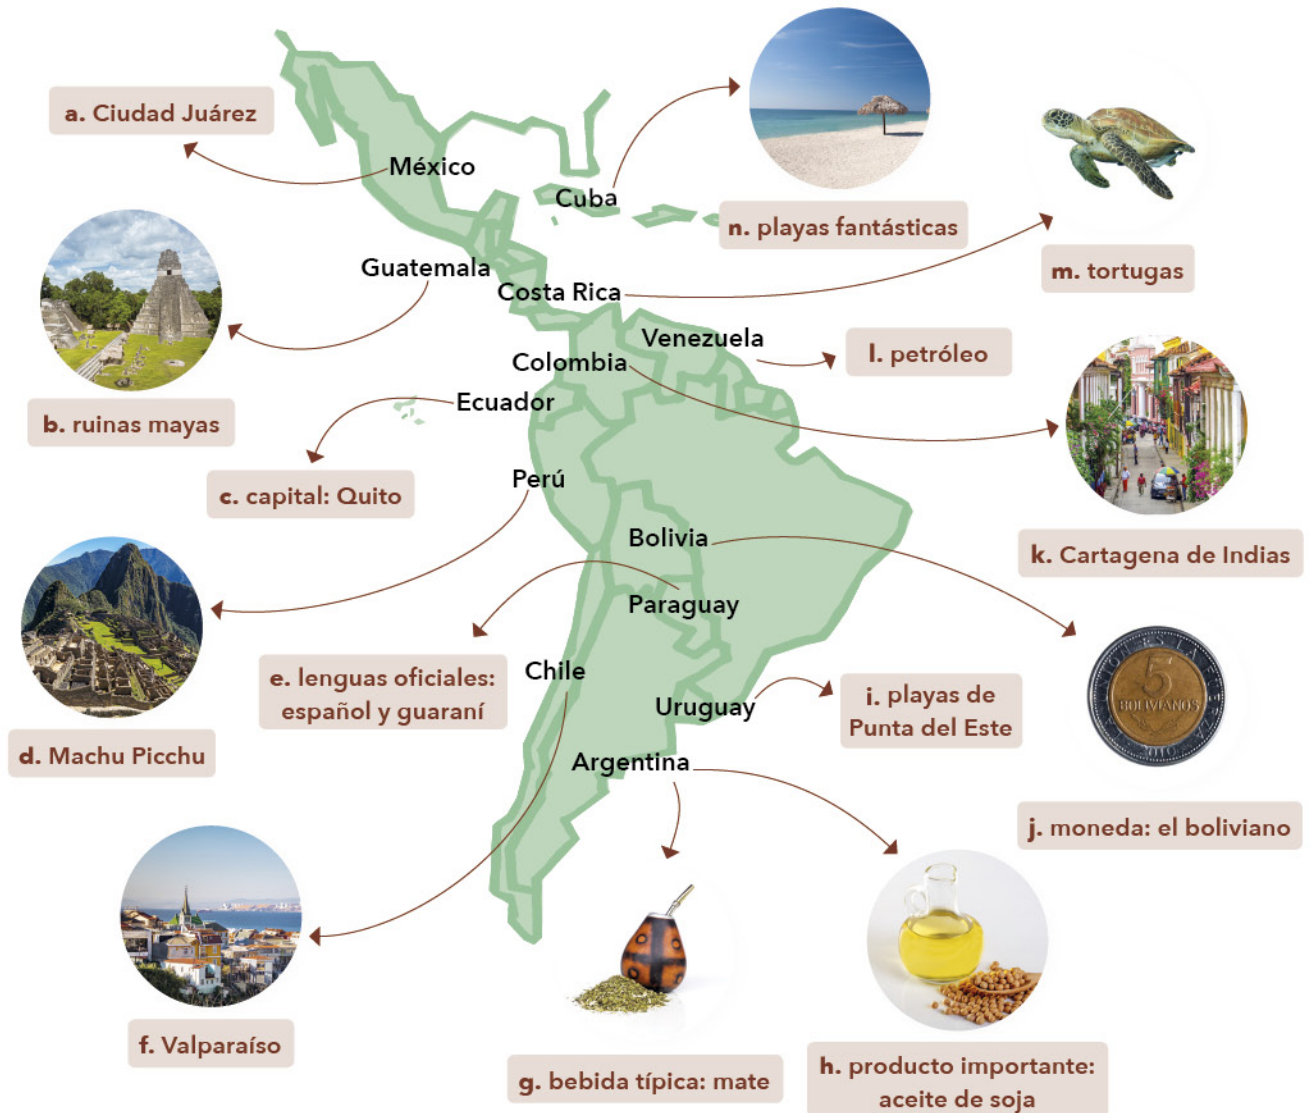 a. Ciudad Juárez
México
Cuba
n. playas fantásticas
m. tortugas
Guatemala
Costa Rica
Venezuela
l. petróleo
Colombia
Ecuador
b. ruinas mayas
c. capital: Quito
Perú
Bolivia
k. Cartagena de Indias
Paraguay
e. lenguas oficiales:
español y guaraní
Chile
Uruguay
i. playas de
Punta del Este
5
BOLIVIANOS
2010
d. Machu Picchu
Argentina
j. moneda: el boliviano
f. Valparaíso
g. bebida típica: mate
h. producto importante:
aceite de soja